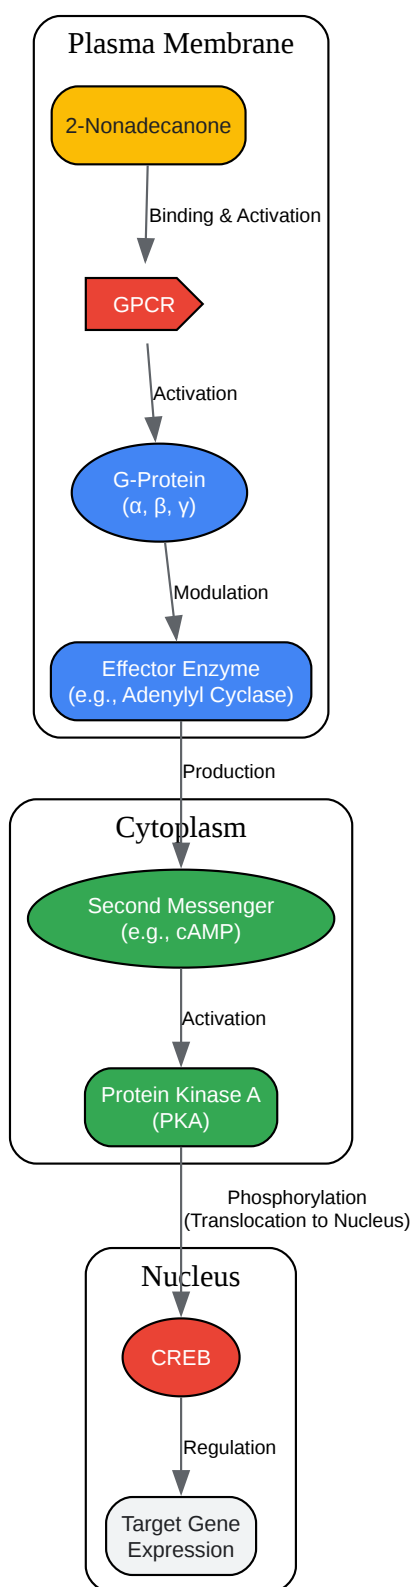 Plasma Membrane
2-Nonadecanone
Binding & Activation
GPCR
Activation
G-Protein
(α, β, γ)
Modulation
Effector Enzyme
(e.g., Adenylyl Cyclase)
Production
Cytoplasm
Second Messenger
(e.g., cAMP)
Activation
Protein Kinase A
(PKA)
Phosphorylation
(Translocation to Nucleus)
Nucleus
CREB
Regulation
Target Gene
Expression